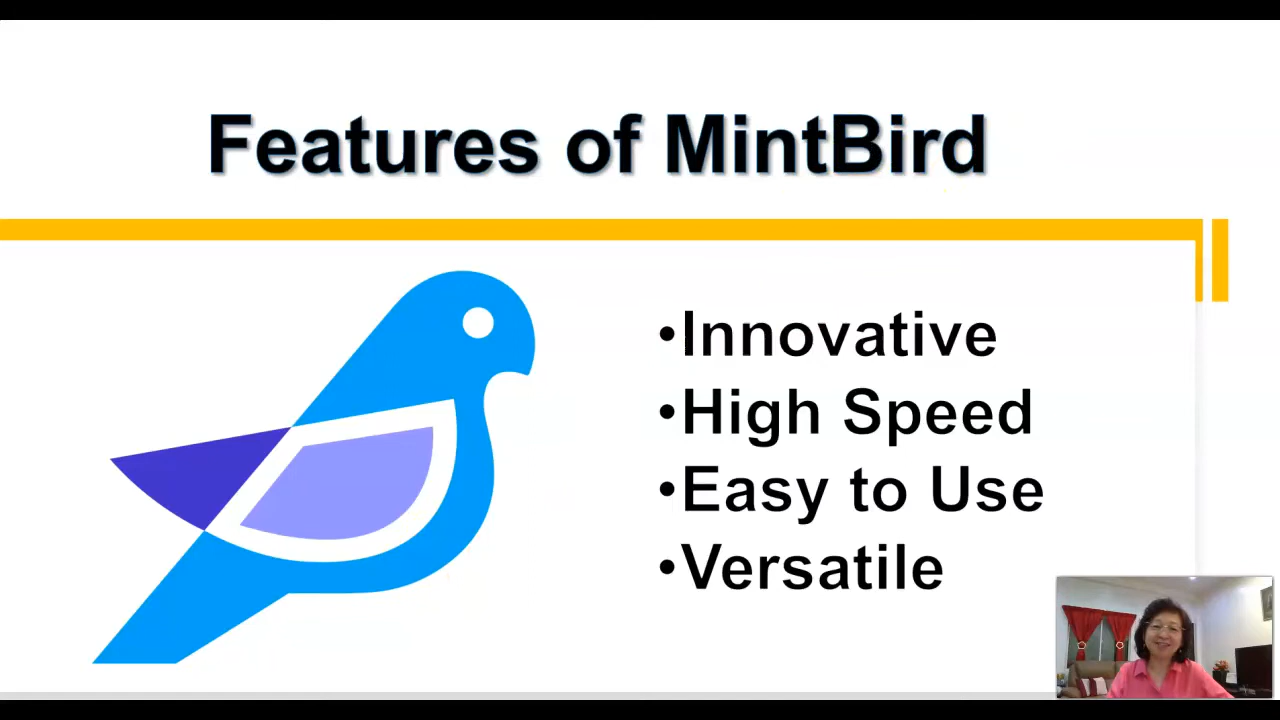 Features of MintBird
•Innovative
•High Speed
•Easy to Use
•Versatile